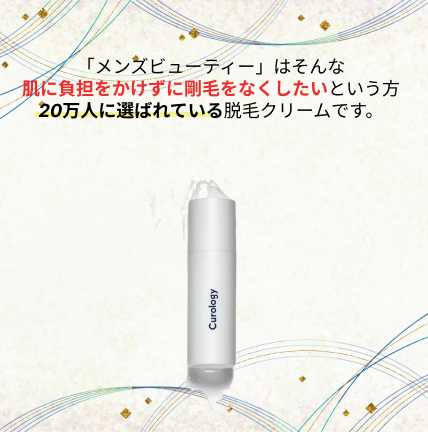 「メンズビューティー」はそんな
肌に負担をかけずに剛毛をなくしたいという方
20万人に選ばれている脱毛クリームです。
Curology